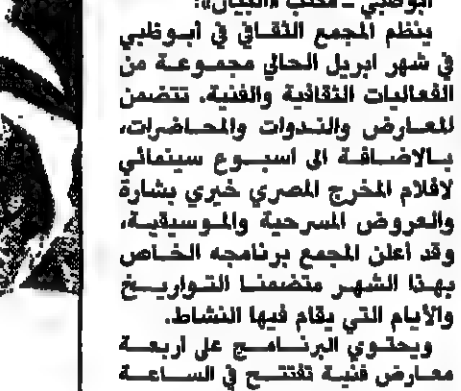 ابوظبي ـ مكتب «البيان»:
ينظم المجمع الثقافي في أبوظبي
في شهر ابريل الحالي مجموعة من
الفعاليات الثقافية والفنية، تتضمن
المعارض والندوات والمحاضرات،
بالاضافة الى اسبوع سينمائي
لافلام المخرج المصري خيري بشارة
والعروض المسرحية والموسيقية،
وقد أعلن المجمع برنامجه الخاص
بهذا الشهر متضمنا التواريخ
والأيام التي يقام فيها النشاط.
ويحتوي البرنامج على أربعة
معارض فنية تفتتح في الساعة